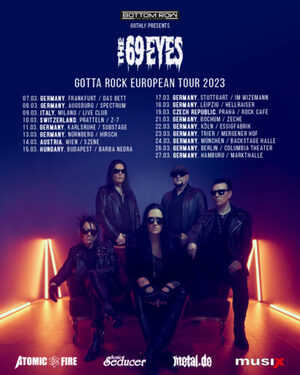 BOTTOM ROW
GOTHLY PRESENTS
THE 69 EYES
GOTTA ROCK EUROPEAN TOUR 2023
07.03. GERMANY, FRANKFURT / DAS BETT
08.03. GERMANY, AUGSBURG / SPECTRUM
09.03. ITALY, MILANO / LIVE CLUB
10.03. SWITZERLAND, PRATTELN / Z-7
11.03. GERMANY, KARLSRUHE / SUBSTAGE
13.03. GERMANY, NÜRNBERG / HIRSCH
14.03. AUSTRIA, WIEN / SZENE
15.03. HUNGARY, BUDAPEST / BARBA NEGRA
17.03. GERMANY, STUTTGART / IM WIZEMANN
18.03. GERMANY, LEIPZIG / HELLRAISER
19.03. CZECH REPUBLIC, PRAHA / ROCK CAFÉ
21.03. GERMANY, BOCHUM / ZECHE
22.03. GERMANY, KÖLN / ESSIGFABRIK
23.03. GERMANY, TRIER / MERGENER HOF
24.03. GERMANY, MÜNCHEN / BACKSTAGE HALLE
26.03. GERMANY, BERLIN / COLUMBIA THEATER
27.03. GERMANY, HAMBURG / MARKTHALLE
ATOMIC FIRE
Sonic Seducer
metal.de
musix